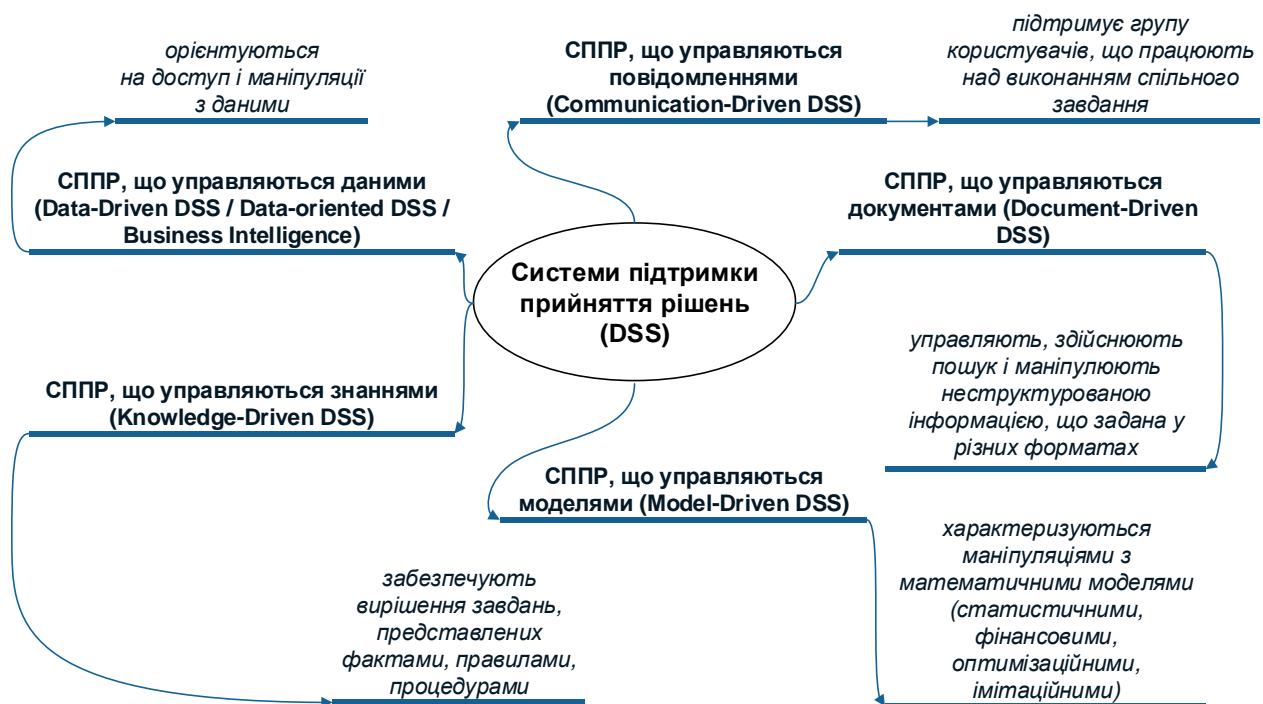 орієнтуються
на доступ і маніпуляції
з даними
СППР, що управляються
повідомленнями
(Communication-Driven DSS)
підтримує групу
користувачів, що працюють
над виконанням спільного
завдання
СППР, що управляються даними
(Data-Driven DSS / Data-oriented DSS /
Business Intelligence)
СППР, що управляються
документами (Document-Driven
DSS)
Системи підтримки
прийняття рішень
(DSS)
управляють, здійснюють
пошук і маніпулюють
неструктурованою
інформацією, що задана у
різних форматах
СППР, що управляються знаннями
(Knowledge-Driven DSS)
СППР, що управляються
моделями (Model-Driven DSS)
характеризуються
маніпуляціями з
математичними моделями
(статистичними,
фінансовими,
оптимізаційними,
імітаційними)
забезпечують
вирішення завдань,
представлених
фактами, правилами,
процедурами